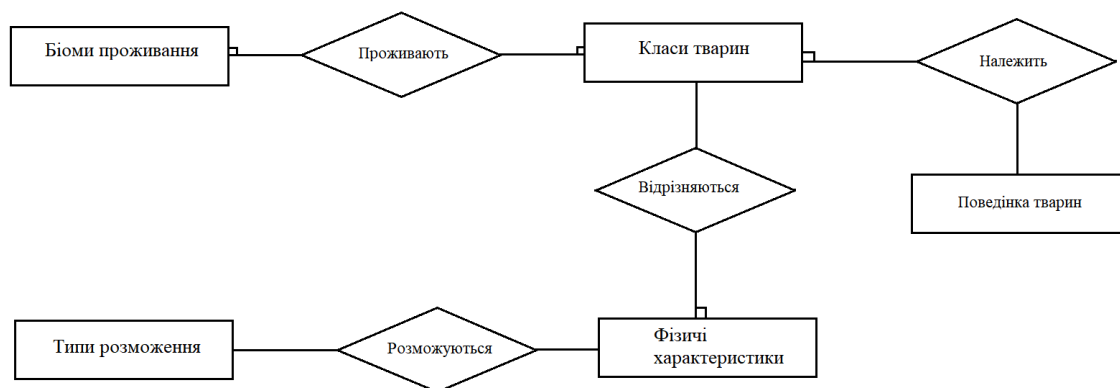 Біоми проживання
Проживають
Класи тварин
Належить
Відрізняються
Поведінка тварин
Типи розможення
Розможуються
Фізичі
характеристики